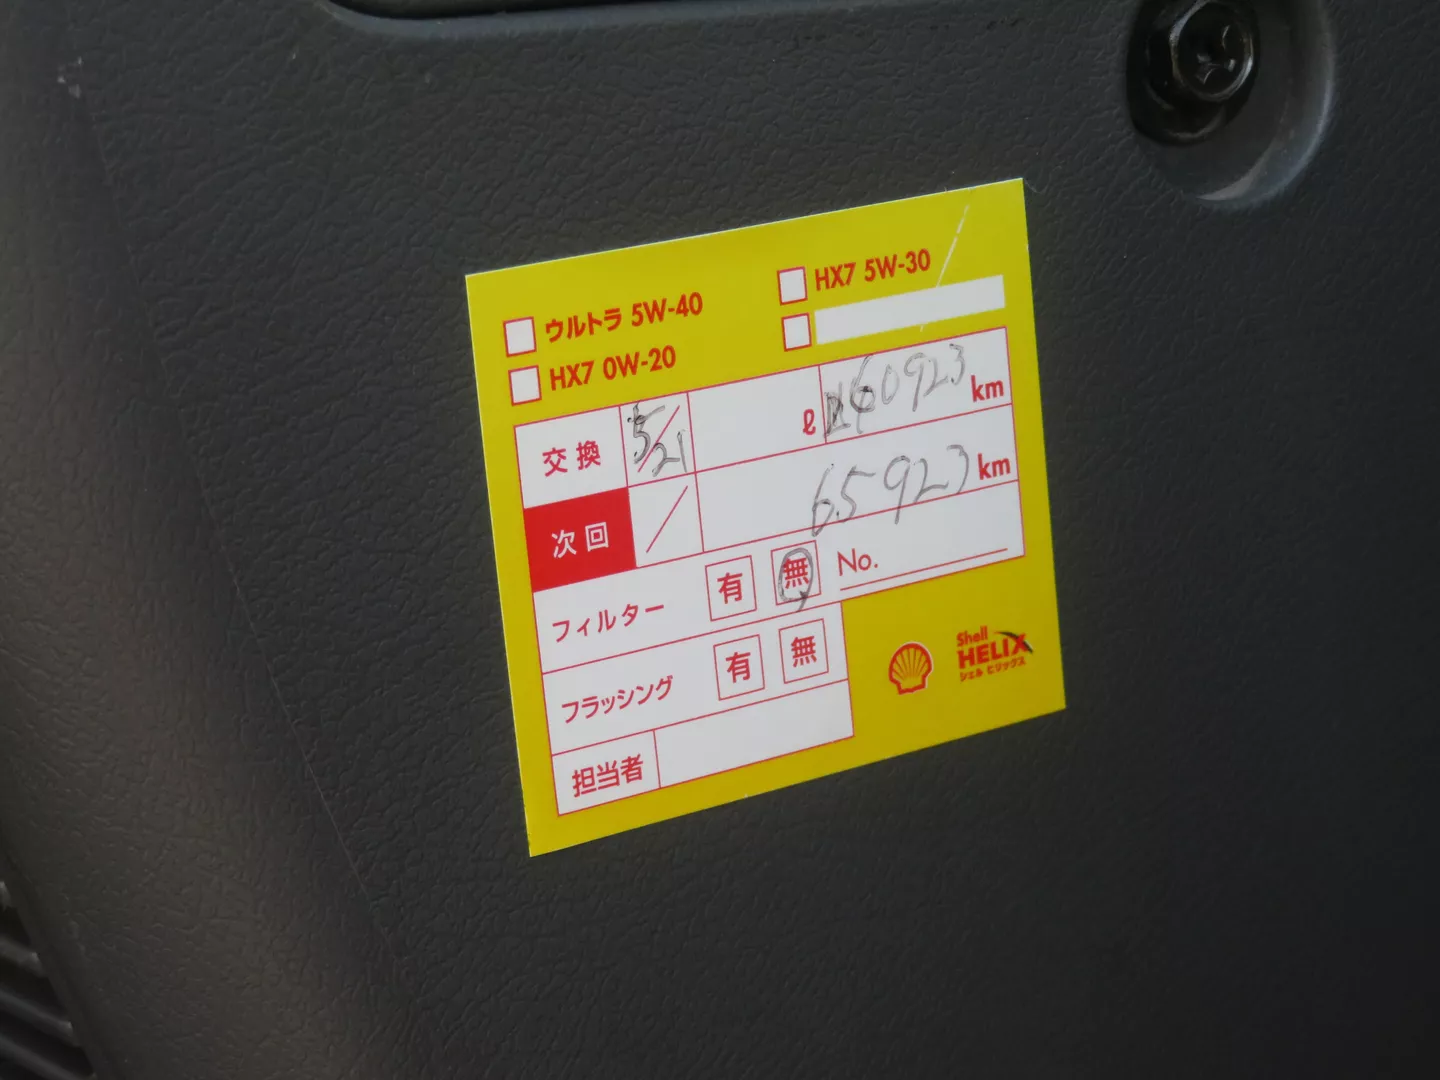 ウルトラ 5W-40
HX7 5W-30
HX7 0W-20
交換 5/21 ℓ 60923 km
次回 / 65923 km
フィルター 有 無 No.
フラッシング 有 無
担当者
Shell
HELIX
シェル ヒリックス